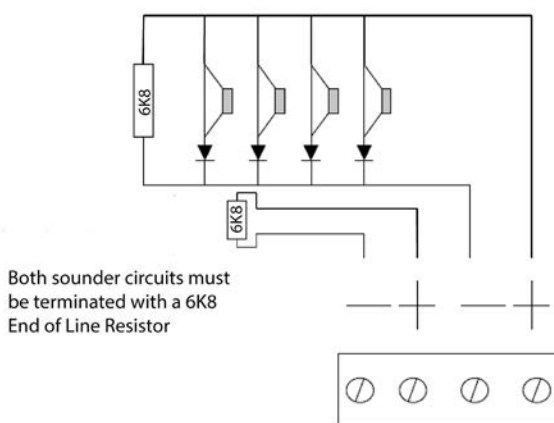 6K8
6K8
Both sounder circuits must
be terminated with a 6K8
End of Line Resistor
— + — +